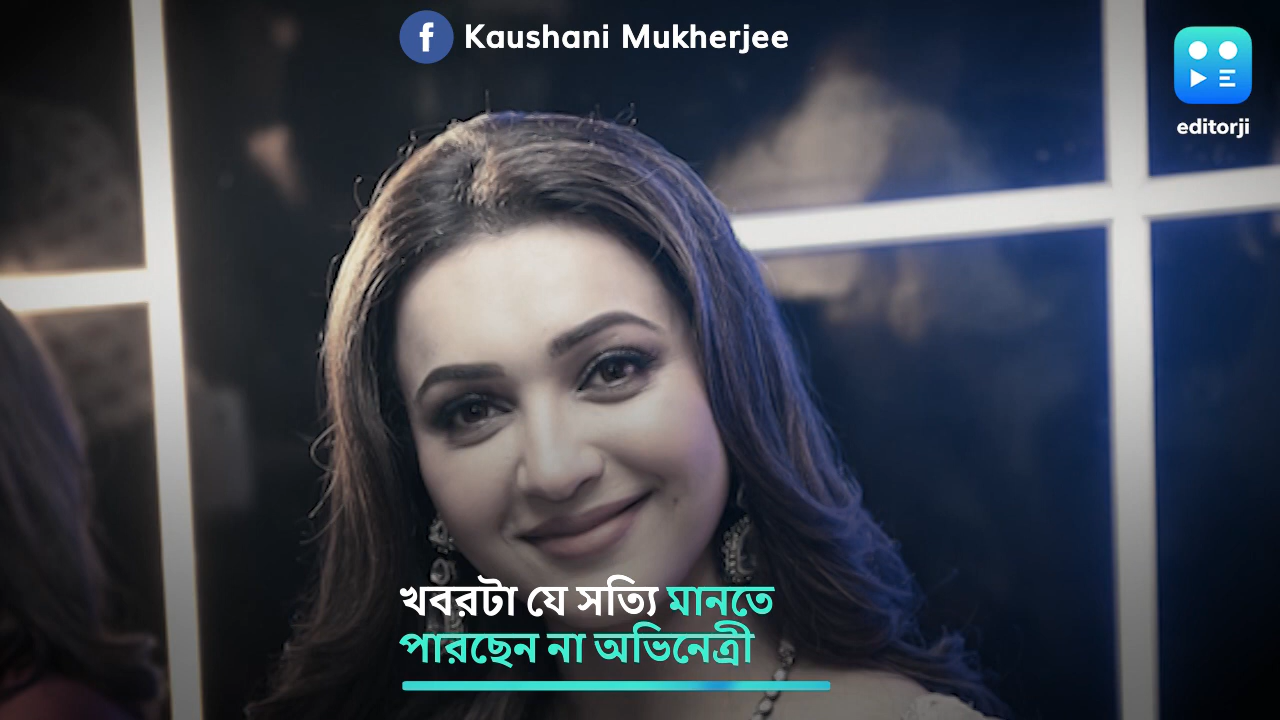 Kaushani Mukherjee
editorji
খবরটা যে সত্যি মানতে
পারছেন না অভিনেত্রী